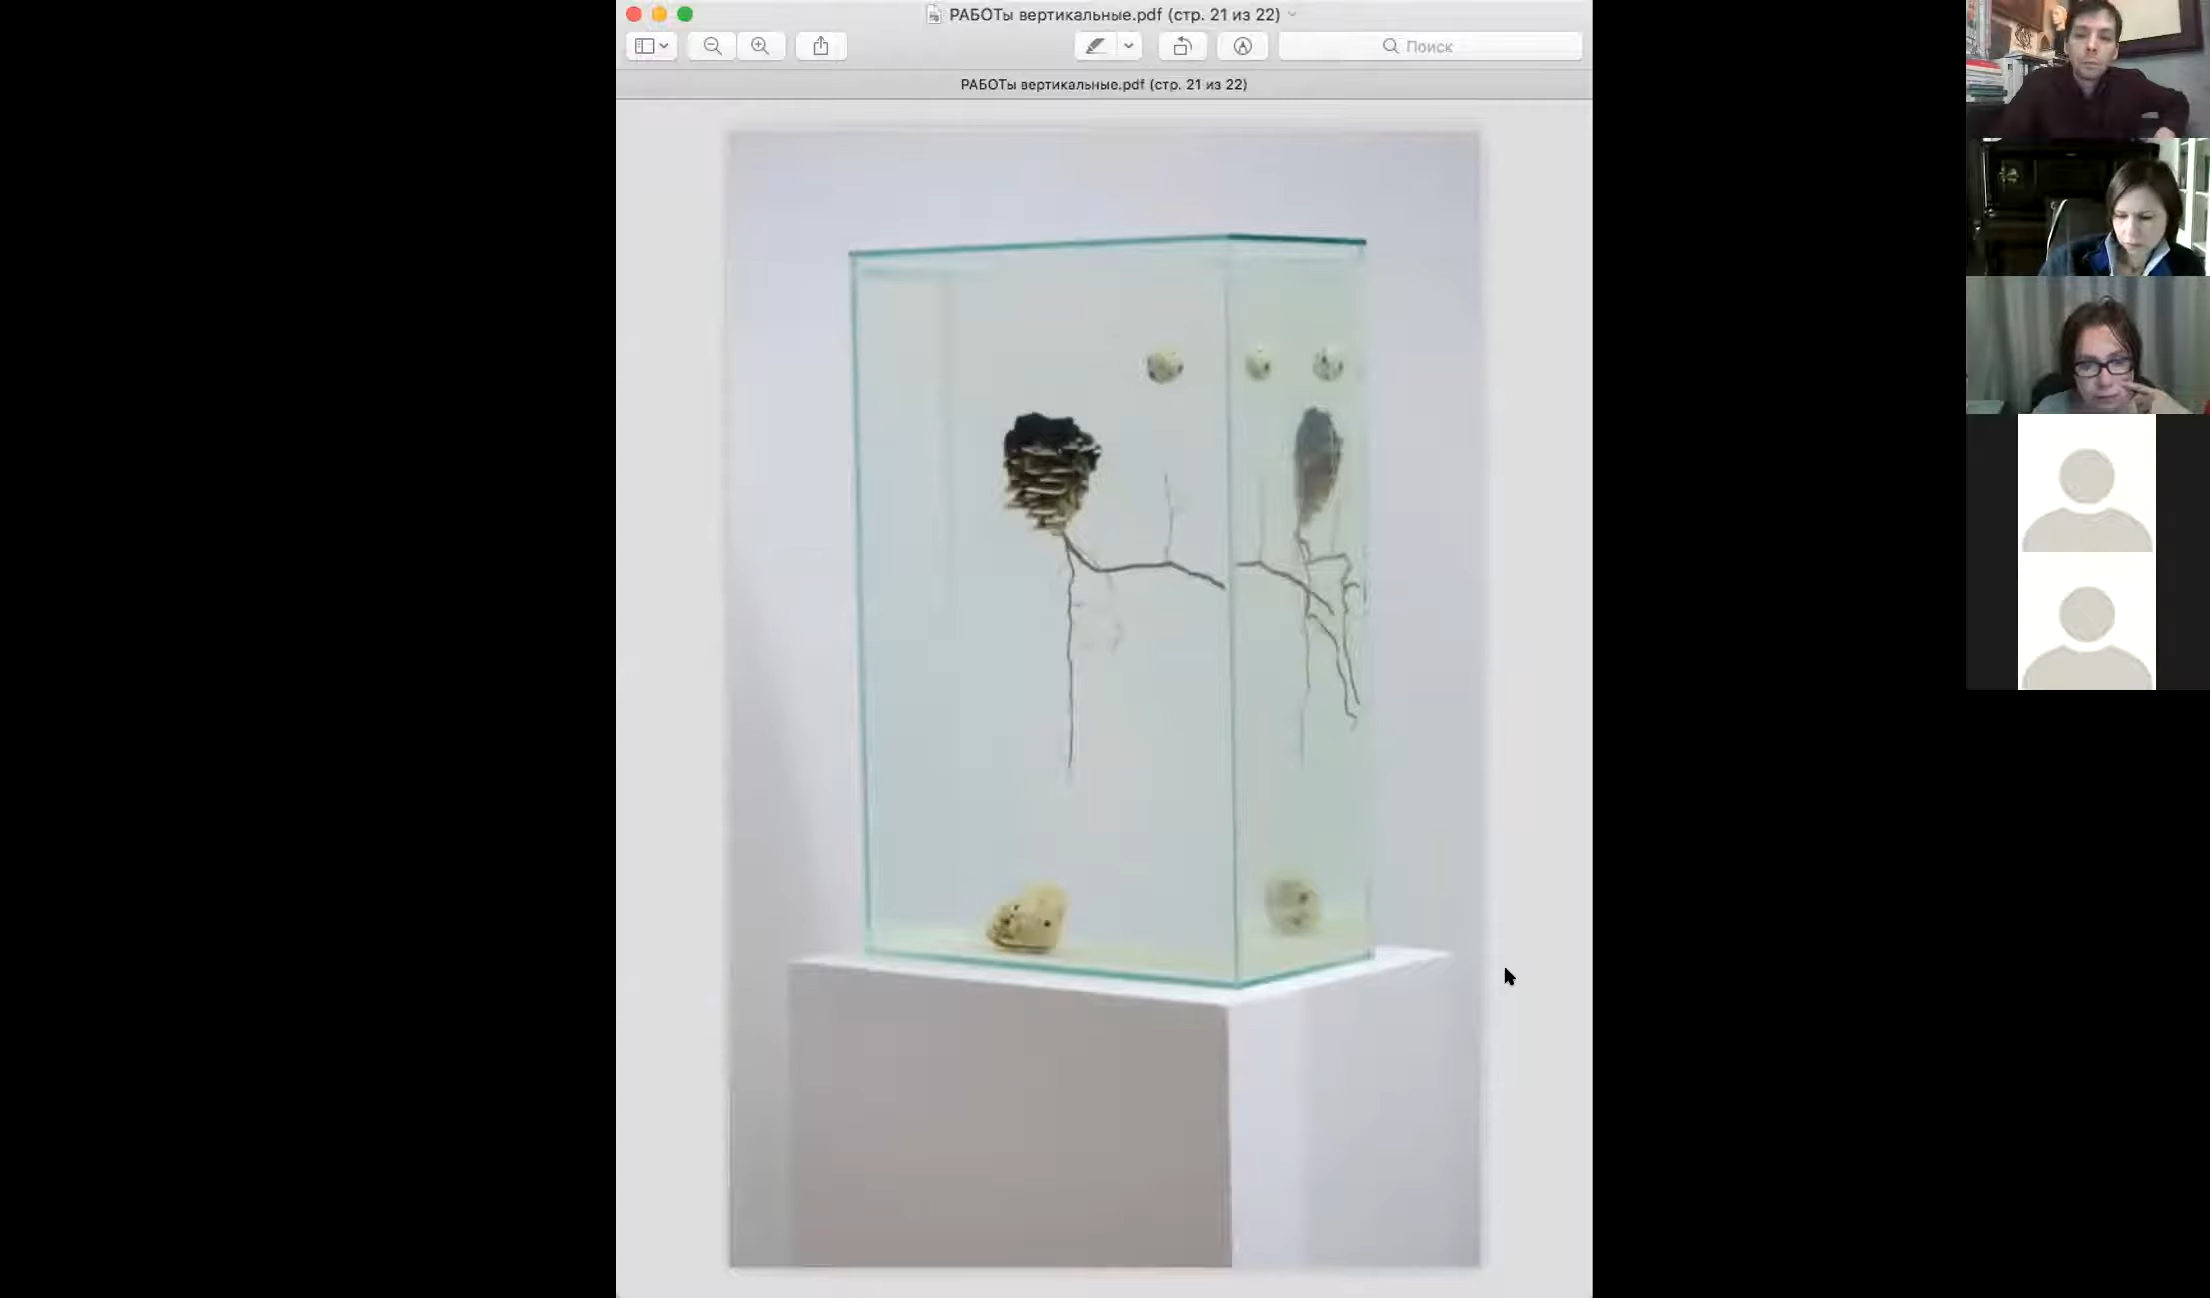 РАБОТы вертикальные.pdf (стр. 21 из 22)
Поиск
РАБОТы вертикальные.pdf (стр. 21 из 22)